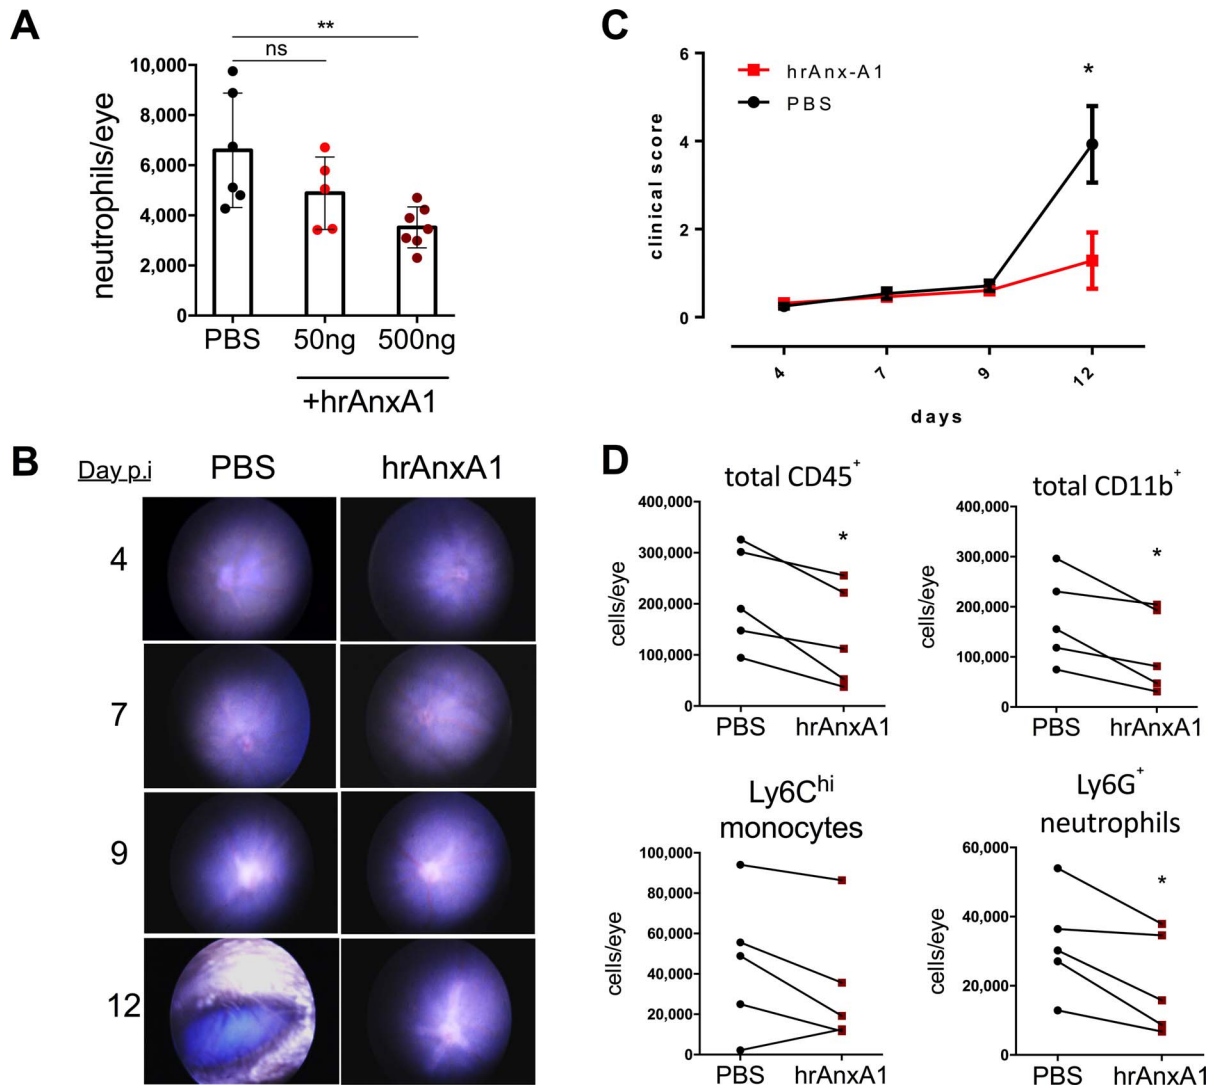 A
**
ns
neutrophils/eye
10,000
8,000
6,000
4,000
2,000
0
PBS
50ng
500ng
+hrAnxA1
C
hrAnx-A1
PBS
*
clinical score
6
4
2
0
4
7
9
12
days
B
Day p.i
PBS
hrAnxA1
4
7
9
12
D
total CD45+
*
cells/eye
400,000
300,000
200,000
100,000
0
PBS
hrAnxA1
total CD11b+
*
cells/eye
400,000
300,000
200,000
100,000
0
PBS
hrAnxA1
Ly6Chi
monocytes
cells/eye
100,000
80,000
60,000
40,000
20,000
0
PBS
hrAnxA1
Ly6G+
neutrophils
*
cells/eye
60,000
40,000
20,000
0
PBS
hrAnxA1